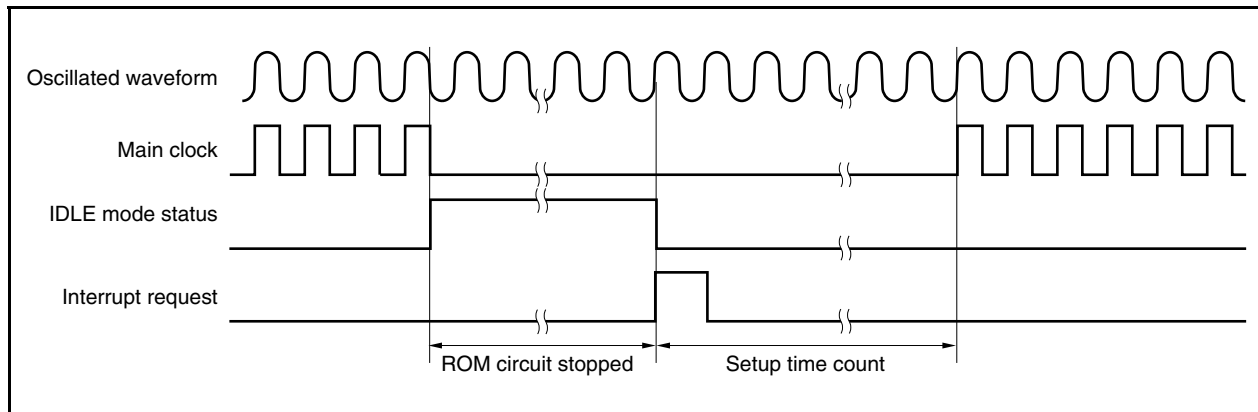 Oscillated waveform
Main clock
IDLE mode status
Interrupt request
ROM circuit stopped
Setup time count